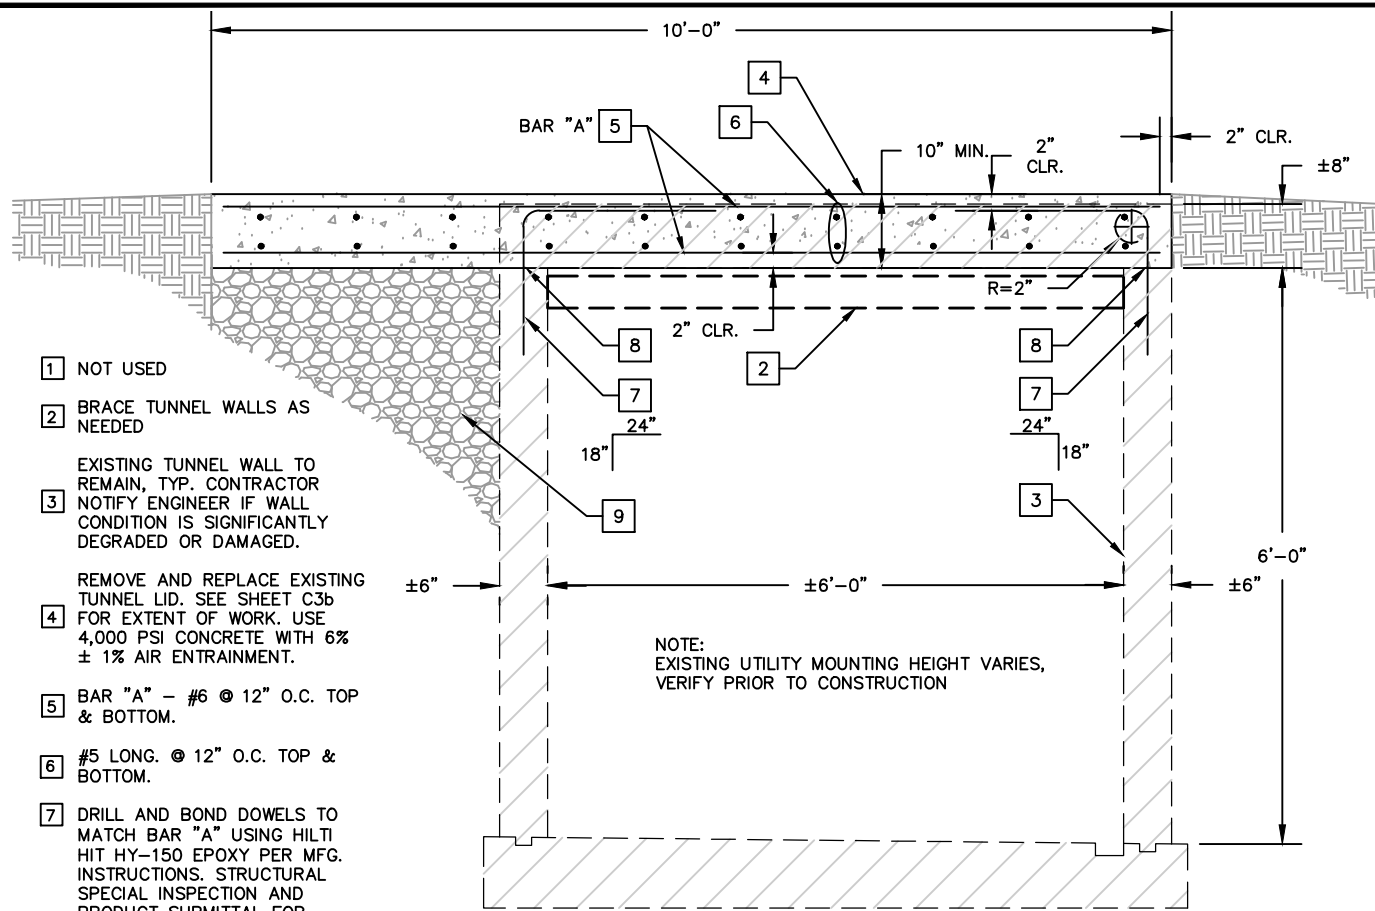 10'-0"
4
BAR "A" 5
6
10" MIN.
2"
CLR.
2" CLR.
±8"
R=2"
2" CLR.
8
8
2
7
7
24"
18"
24"
18"
9
3
±6"
±6'-0"
±6"
6'-0"
NOTE:
EXISTING UTILITY MOUNTING HEIGHT VARIES,
VERIFY PRIOR TO CONSTRUCTION
1 NOT USED
2 BRACE TUNNEL WALLS AS
NEEDED
EXISTING TUNNEL WALL TO
REMAIN, TYP. CONTRACTOR
3 NOTIFY ENGINEER IF WALL
CONDITION IS SIGNIFICANTLY
DEGRADED OR DAMAGED.
REMOVE AND REPLACE EXISTING
TUNNEL LID. SEE SHEET C3b
4 FOR EXTENT OF WORK. USE
4,000 PSI CONCRETE WITH 6%
± 1% AIR ENTRAINMENT.
5 BAR "A" – #6 @ 12" O.C. TOP
& BOTTOM.
6 #5 LONG. @ 12" O.C. TOP &
BOTTOM.
7 DRILL AND BOND DOWELS TO
MATCH BAR "A" USING HILTI
HIT HY–150 EPOXY PER MFG.
INSTRUCTIONS. STRUCTURAL
SPECIAL INSPECTION AND
PRODUCT SUBMITTAL FOR